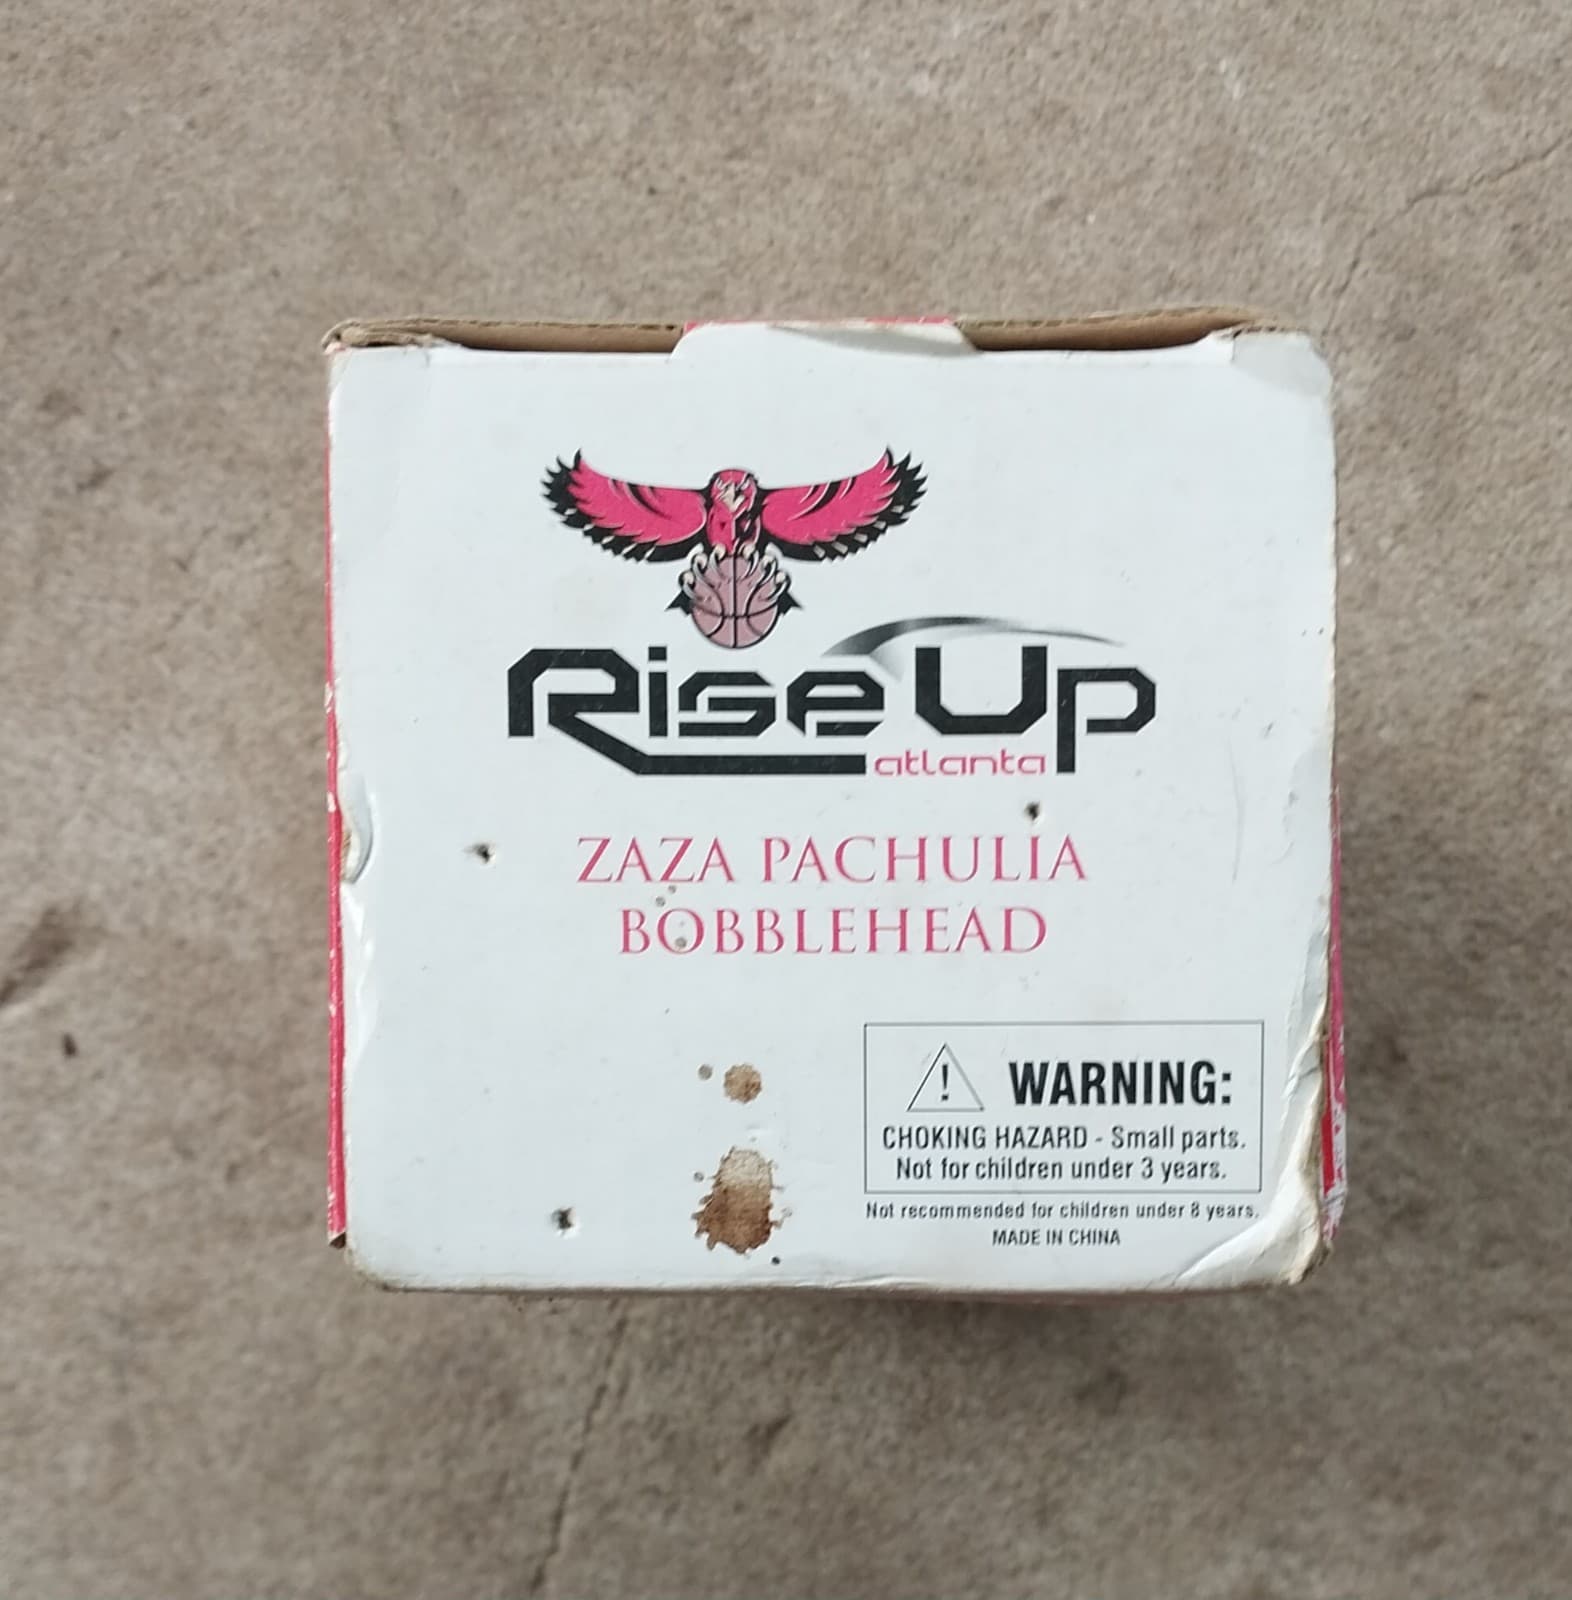 Rise Up
atlanta
ZAZA PACHULIA
BOBBLEHEAD
! WARNING:
CHOKING HAZARD - Small parts.
Not for children under 3 years.
Not recommended for children under 8 years.
MADE IN CHINA